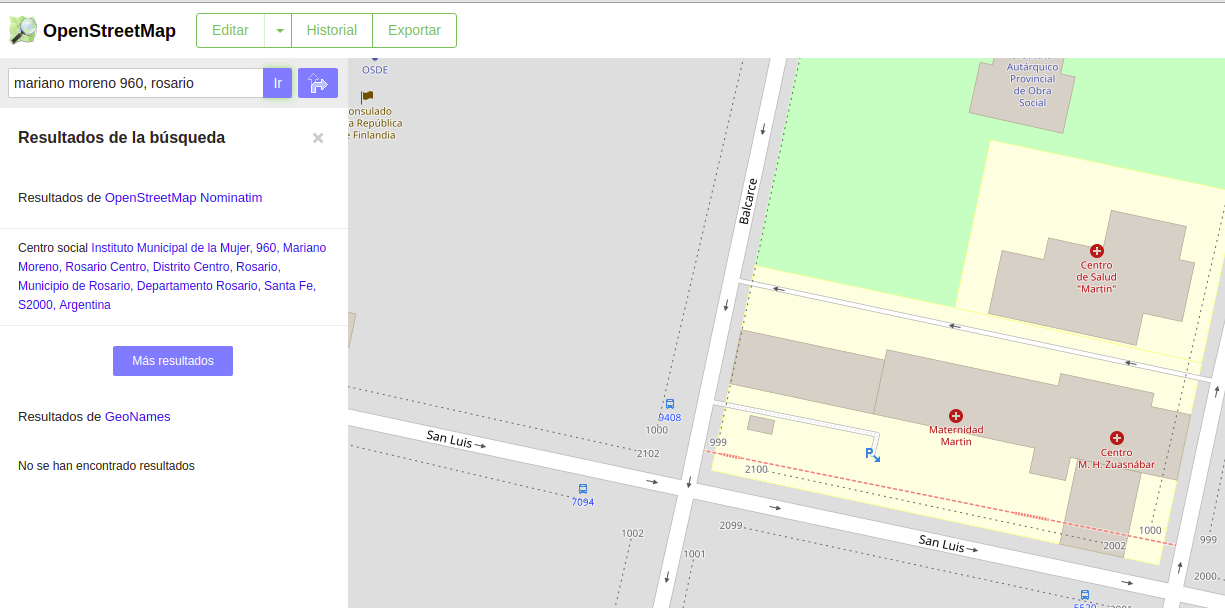 OpenStreetMap
Editar
Historial
Exportar
mariano moreno 960, rosario
Ir
Resultados de la búsqueda
×
Resultados de OpenStreetMap Nominatim
Centro social Instituto Municipal de la Mujer, 960, Mariano
Moreno, Rosario Centro, Distrito Centro, Rosario,
Municipio de Rosario, Departamento Rosario, Santa Fe,
S2000, Argentina
Más resultados
Resultados de GeoNames
No se han encontrado resultados
OSDE
onsulado
a República
e Finlandia
Autárquico
Provincial
de Obra
Social
Balcarce
Centro
de Salud
"Martin"
9408
1000
2102
San Luis
7094
999
2100
P
Maternidad
Martin
Centro
M. H. Zuasnábar
1002
1001
2099
San Luis
2002
1000
999
2000
5520